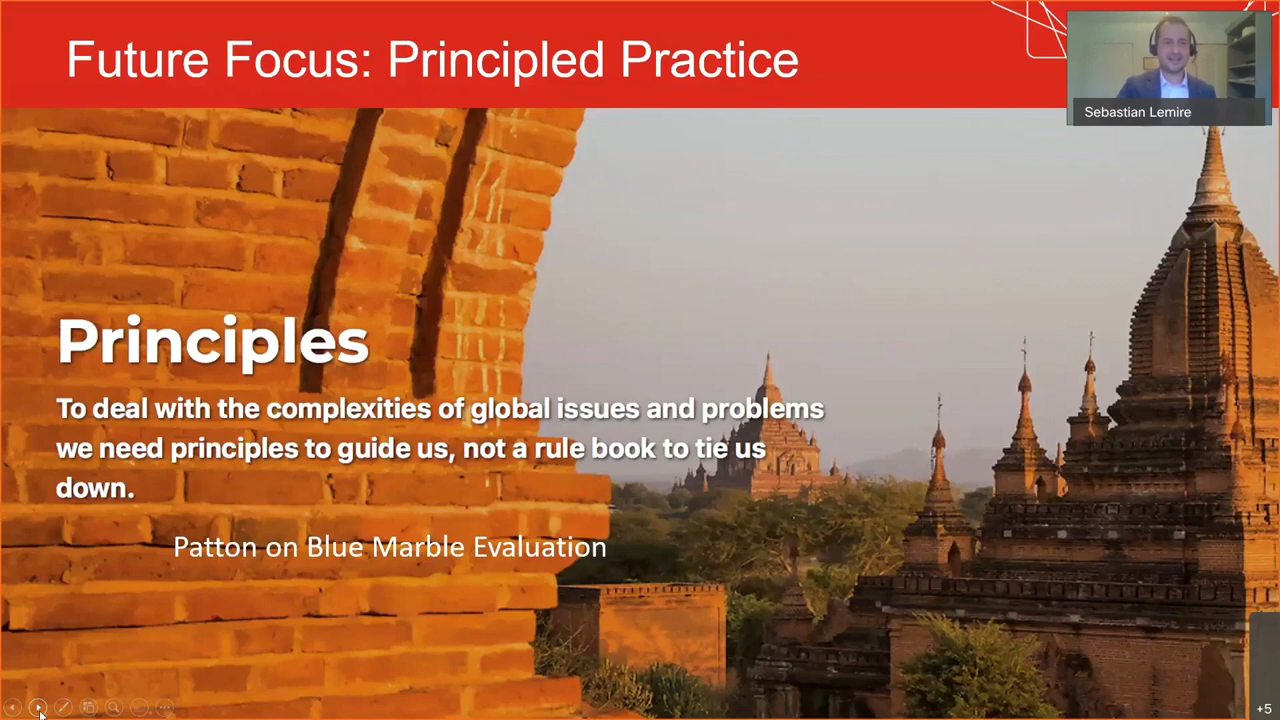 Future Focus: Principled Practice
Sebastian Lemire
Principles
To deal with the complexities of global issues and problems
we need principles to guide us, not a rule book to tie us
down.
Patton on Blue Marble Evaluation
+5